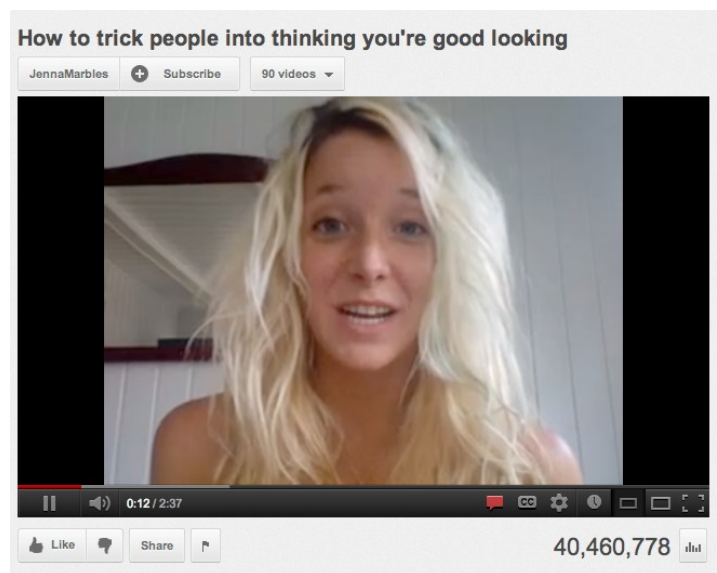 How to trick people into thinking you're good looking
JennaMarbles Subscribe 90 videos
0:12 / 2:37 CC
Like Share 40,460,778